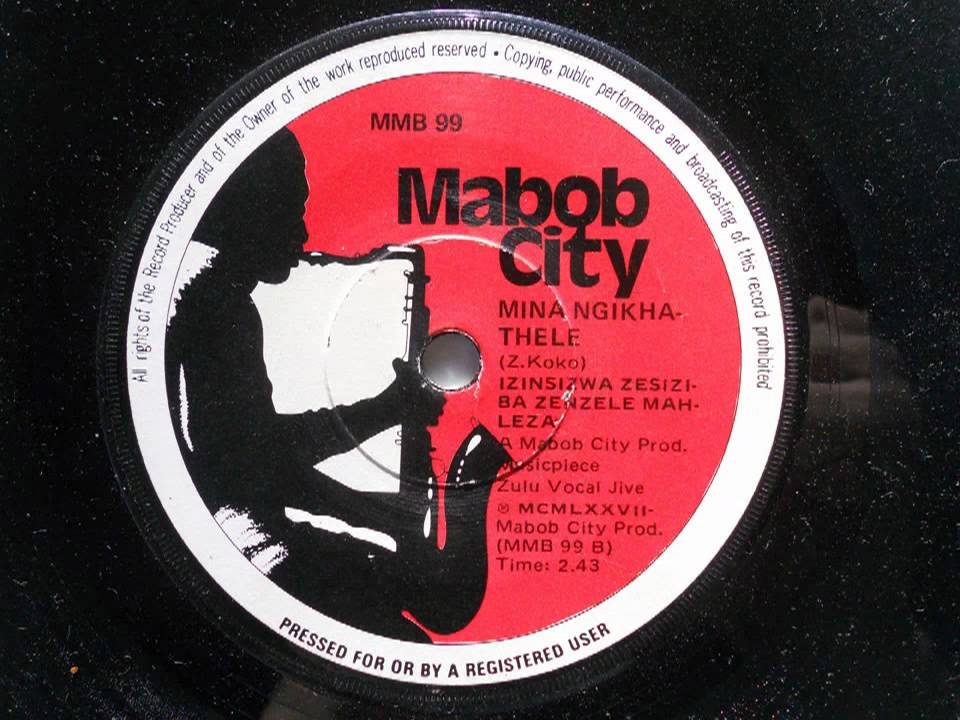 All rights of the Record Producer and of the Owner of the work reproduced reserved • Copying, public performance and broadcasting of this record prohibited
MMB 99
Mabob
City
MINA NGIKHA-
THELE
(Z.Koko)
IZINSIZWA ZESIZI-
BA ZENZELE MAH-
LEZA
A Mabob City Prod.
Musicpiece
Zulu Vocal Jive
℗ MCMLXXVII-
Mabob City Prod.
(MMB 99 B)
Time: 2.43
PRESSED FOR OR BY A REGISTERED USER